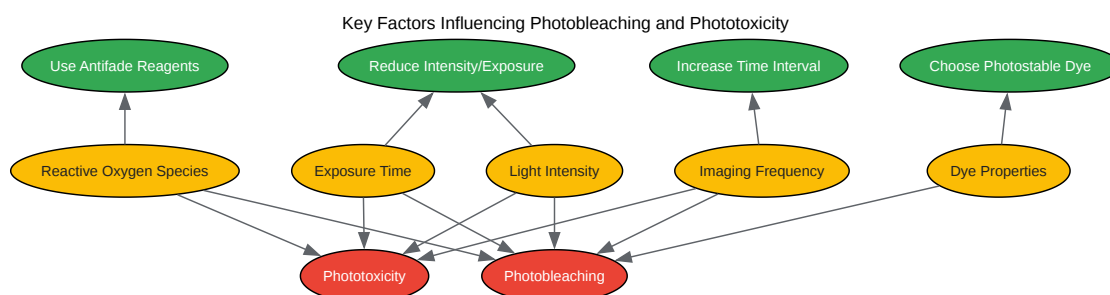 Key Factors Influencing Photobleaching and Phototoxicity
Use Antifade Reagents
Reduce Intensity/Exposure
Increase Time Interval
Choose Photostable Dye
Reactive Oxygen Species
Exposure Time
Light Intensity
Imaging Frequency
Dye Properties
Phototoxicity
Photobleaching